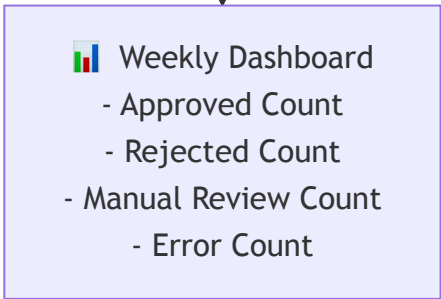 📊 Weekly Dashboard
- Approved Count
- Rejected Count
- Manual Review Count
- Error Count